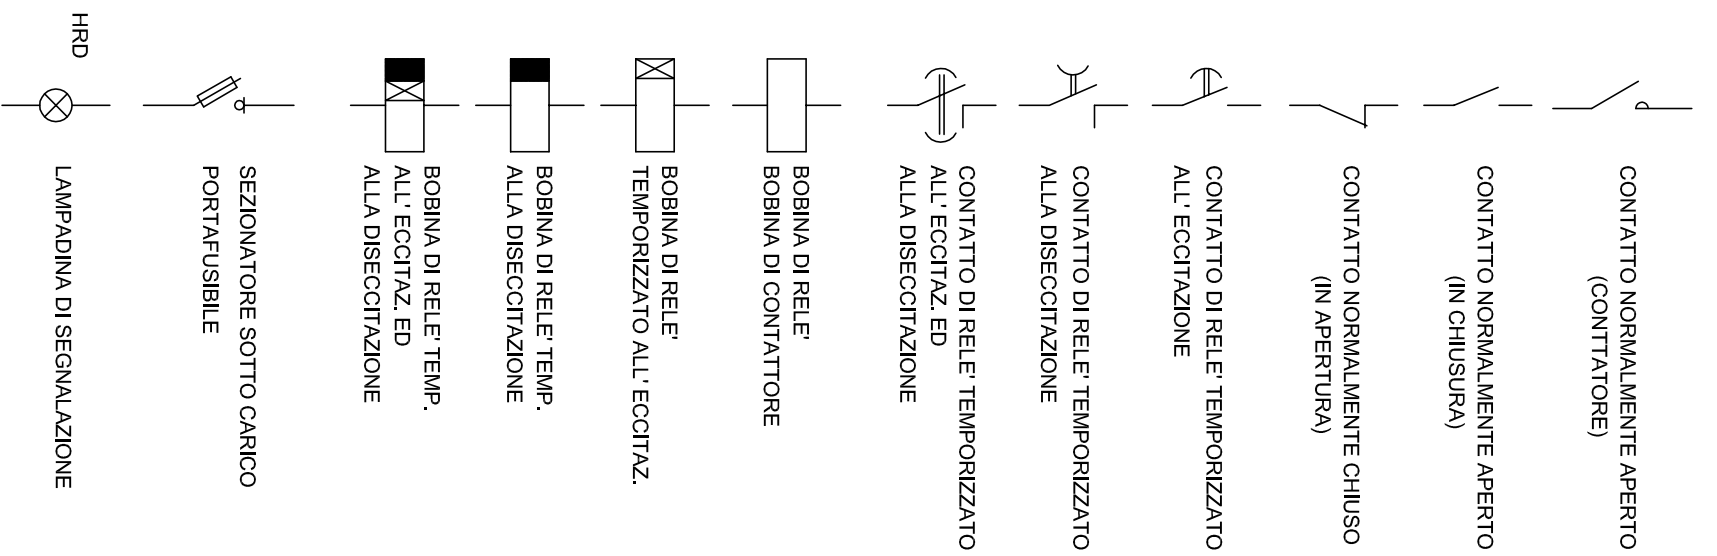 CONTATTO NORMALMENTE APERTO
(CONTTATORE)
CONTATTO NORMALMENTE APERTO
(IN CHIUSURA)
CONTATTO NORMALMENTE CHIUSO
(IN APERTURA)
CONTATTO DI RELE' TEMPORIZZATO
ALL' ECCITAZIONE
CONTATTO DI RELE' TEMPORIZZATO
ALLA DISECCITAZIONE
CONTATTO DI RELE' TEMPORIZZATO
ALL' ECCITAZ. ED
ALLA DISECCITAZIONE
BOBINA DI RELE'
BOBINA DI CONTATTORE
BOBINA DI RELE'
TEMPORIZZATO ALL' ECCITAZ.
BOBINA DI RELE' TEMP.
ALLA DISECCITAZIONE
BOBINA DI RELE' TEMP.
ALL' ECCITAZ. ED
ALLA DISECCITAZIONE
SEZIONATORE SOTTO CARICO
PORTAFUSIBILE
HRD
LAMPADINA DI SEGNALAZIONE